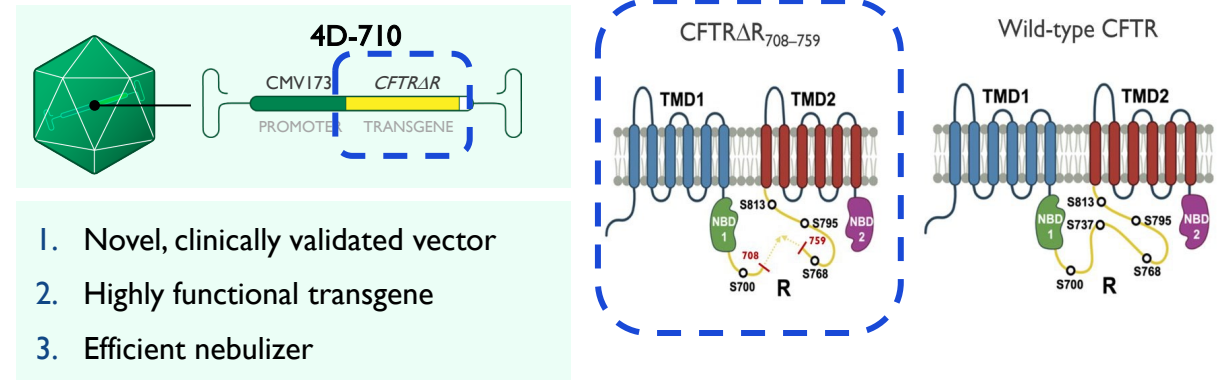 4D-710
CMV173
CFTRΔR
PROMOTER
TRANSGENE
1. Novel, clinically validated vector
2. Highly functional transgene
3. Efficient nebulizer
CFTRΔR708–759
TMD1
TMD2
S813
S795
NBD
1
NBD
2
708
759
S768
S700
R
Wild-type CFTR
TMD1
TMD2
S813
S795
NBD
1
S737
NBD
2
S768
S700
R